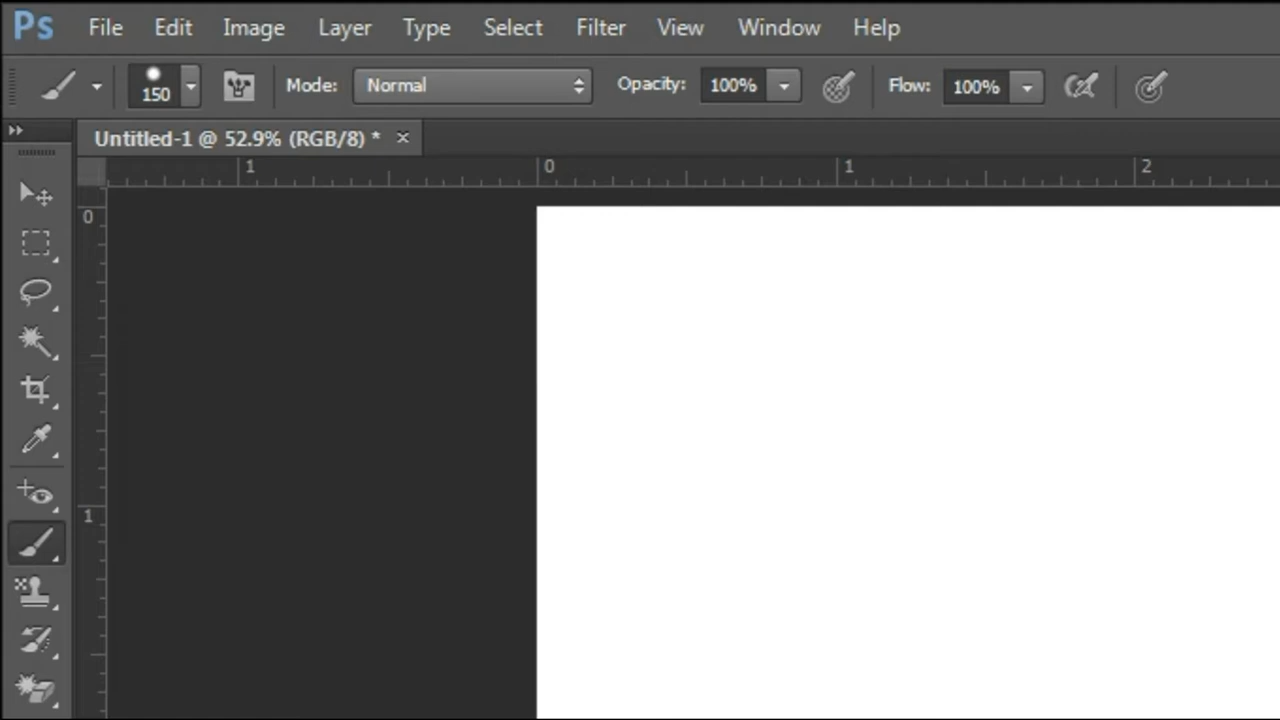 Ps File Edit Image Layer Type Select Filter View Window Help
150 Mode: Normal Opacity: 100% Flow: 100%
Untitled-1 @ 52.9% (RGB/8) * ×
1 0 1 2
0
1